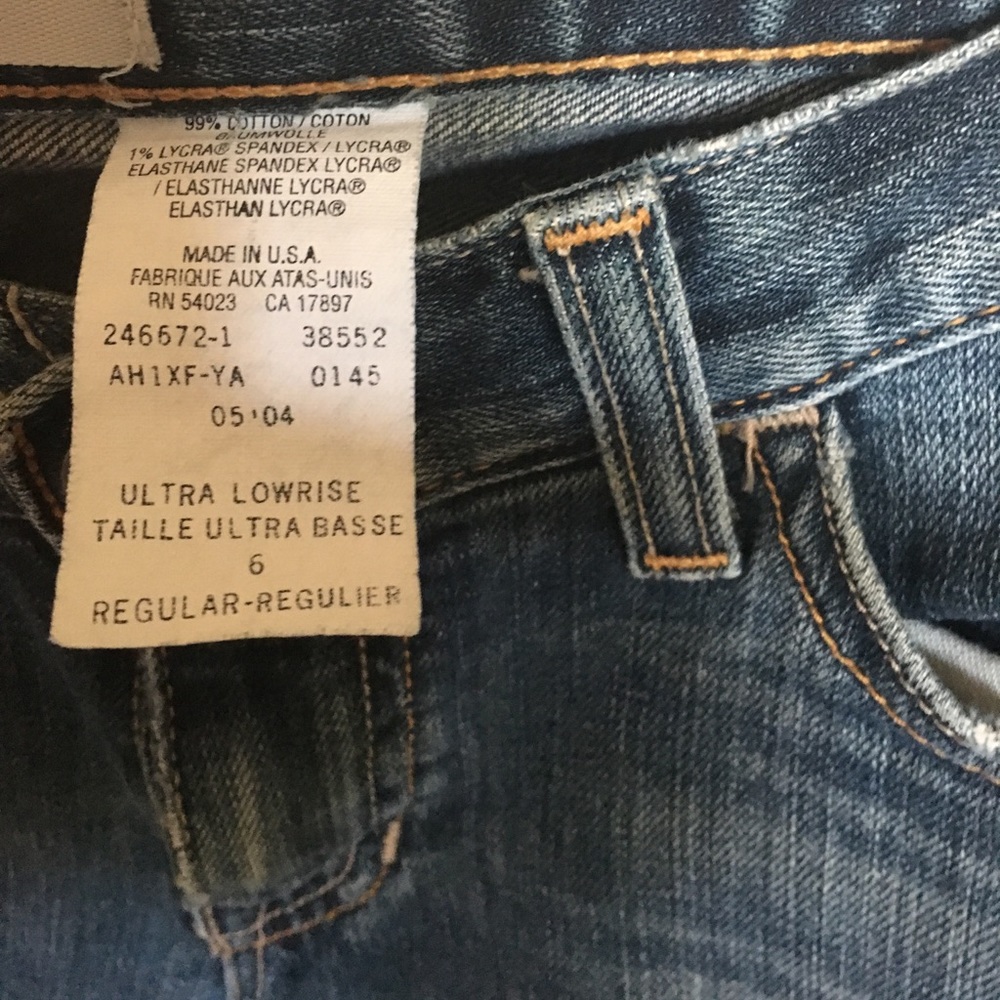 99% COTTON / COTON
BAUMWOLLE
1% LYCRA® SPANDEX / LYCRA®
ELASTHANE SPANDEX LYCRA®
/ ELASTHANNE LYCRA®
ELASTHAN LYCRA®
MADE IN U.S.A.
FABRIQUE AUX ATAS-UNIS
RN 54023 CA 17897
246672-1 38552
AH1XF-YA 0145
05'04
ULTRA LOWRISE
TAILLE ULTRA BASSE
6
REGULAR-REGULIER